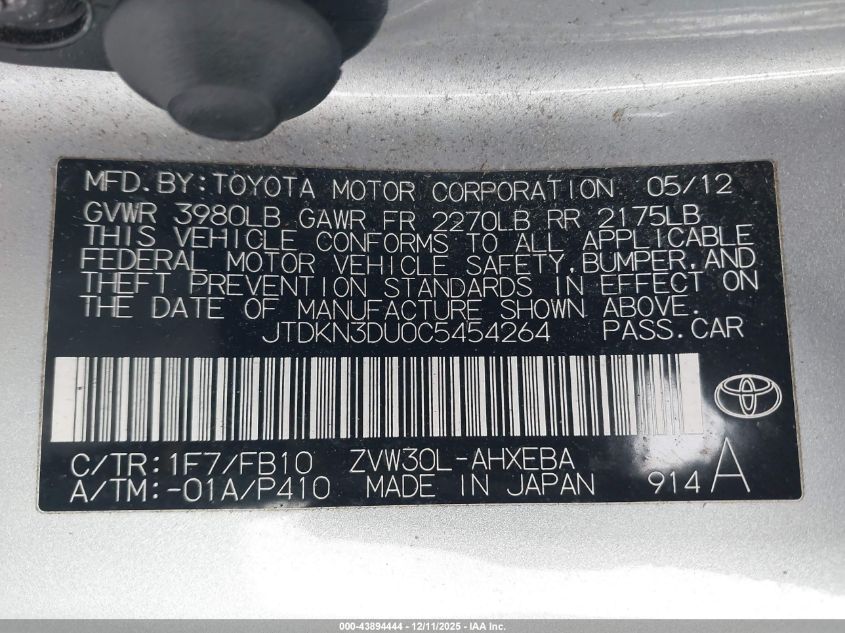 MFD.BY:TOYOTA MOTOR CORPORATION 05/12
GVWR 3980LB GAWR FR 2270LB RR 2175LB
THIS VEHICLE CONFORMS TO ALL APPLICABLE
FEDERAL MOTOR VEHICLE SAFETY,BUMPER,AND
THEFT PREVENTION STANDARDS IN EFFECT ON
THE DATE OF MANUFACTURE SHOWN ABOVE.
JTDKN3DU0C5454264 PASS.CAR
C/TR:1F7/FB10 ZVW30L-AHXEBA
A/TM:-01A/P410 MADE IN JAPAN 914 A
000-43894444 - 12/11/2025 - IAA Inc.